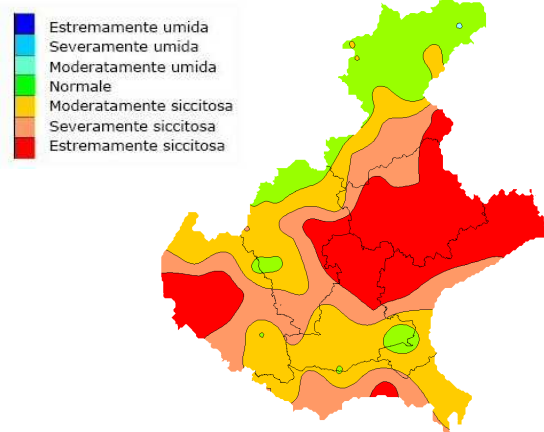 Estremamente umida
Severamente umida
Moderatamente umida
Normale
Moderatamente siccitosa
Severamente siccitosa
Estremamente siccitosa